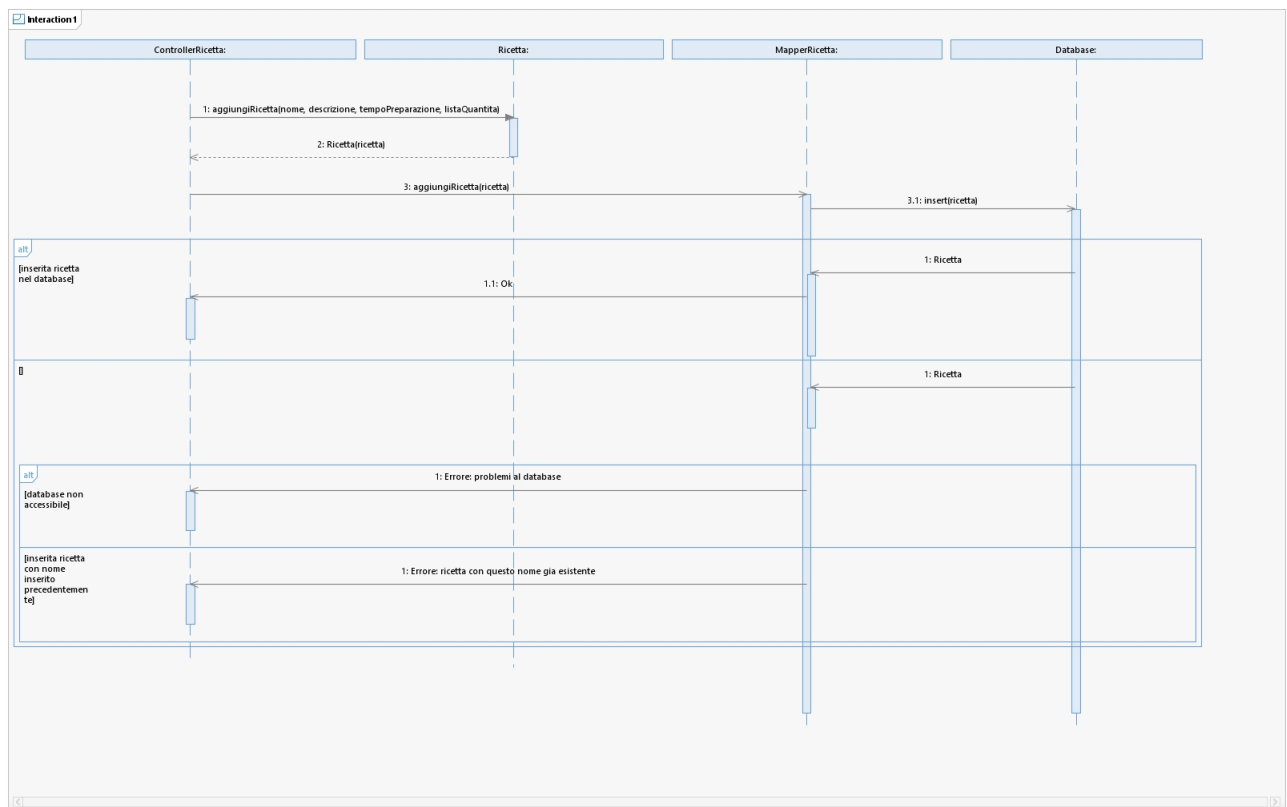 Interaction1
ControllerRicetta:
Ricetta:
MapperRicetta:
Database:
1: aggiungiRicetta(nome, descrizione, tempoPreparazione, listaQuantita)
2: Ricetta(ricetta)
3: aggiungiRicetta(ricetta)
3.1: insert(ricetta)
alt
[inserita ricetta
nel database]
1: Ricetta
1.1: Ok
[]
1: Ricetta
alt
[database non
accessibile]
1: Errore: problemi al database
[inserita ricetta
con nome
inserito
precedentemen
te]
1: Errore: ricetta con questo nome gia esistente